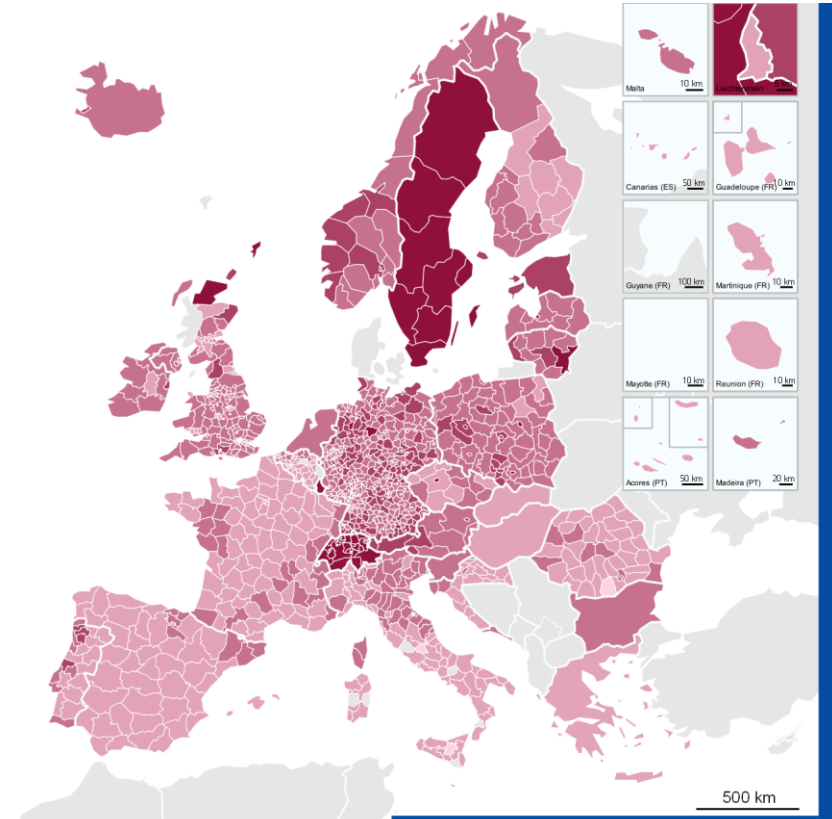 Malta 10 km
Liechtenstein 5 km
Canarias (ES) 50 km
Guadeloupe (FR) 10 km
Guyane (FR) 100 km
Martinique (FR) 10 km
Mayotte (FR) 10 km
Reunion (FR) 10 km
Acores (PT) 50 km
Madeira (PT) 20 km
500 km